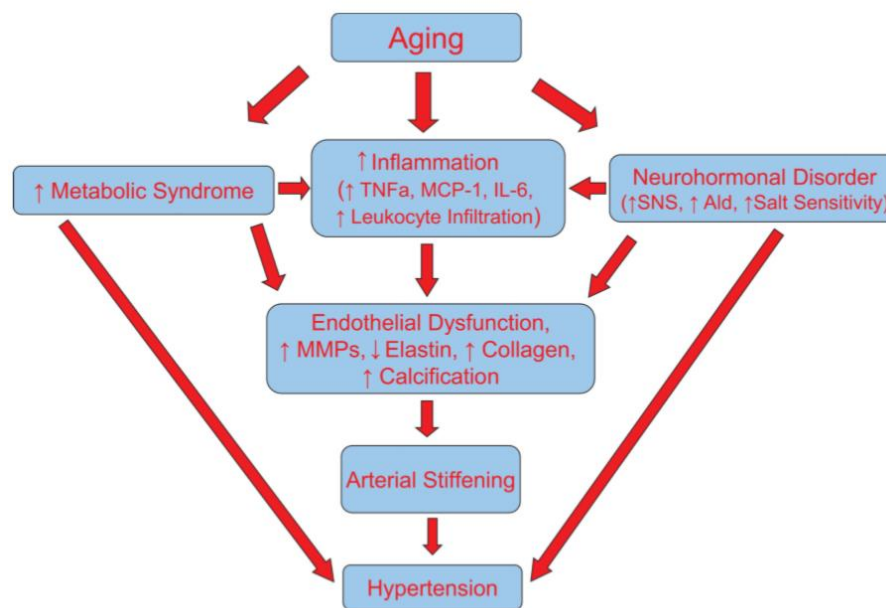 Aging
↑ Metabolic Syndrome
↑ Inflammation
(↑ TNFa, MCP-1, IL-6,
↑ Leukocyte Infiltration)
Neurohormonal Disorder
(↑SNS, ↑ Ald, ↑Salt Sensitivity)
Endothelial Dysfunction,
↑ MMPs, ↓ Elastin, ↑ Collagen,
↑ Calcification
Arterial Stiffening
Hypertension